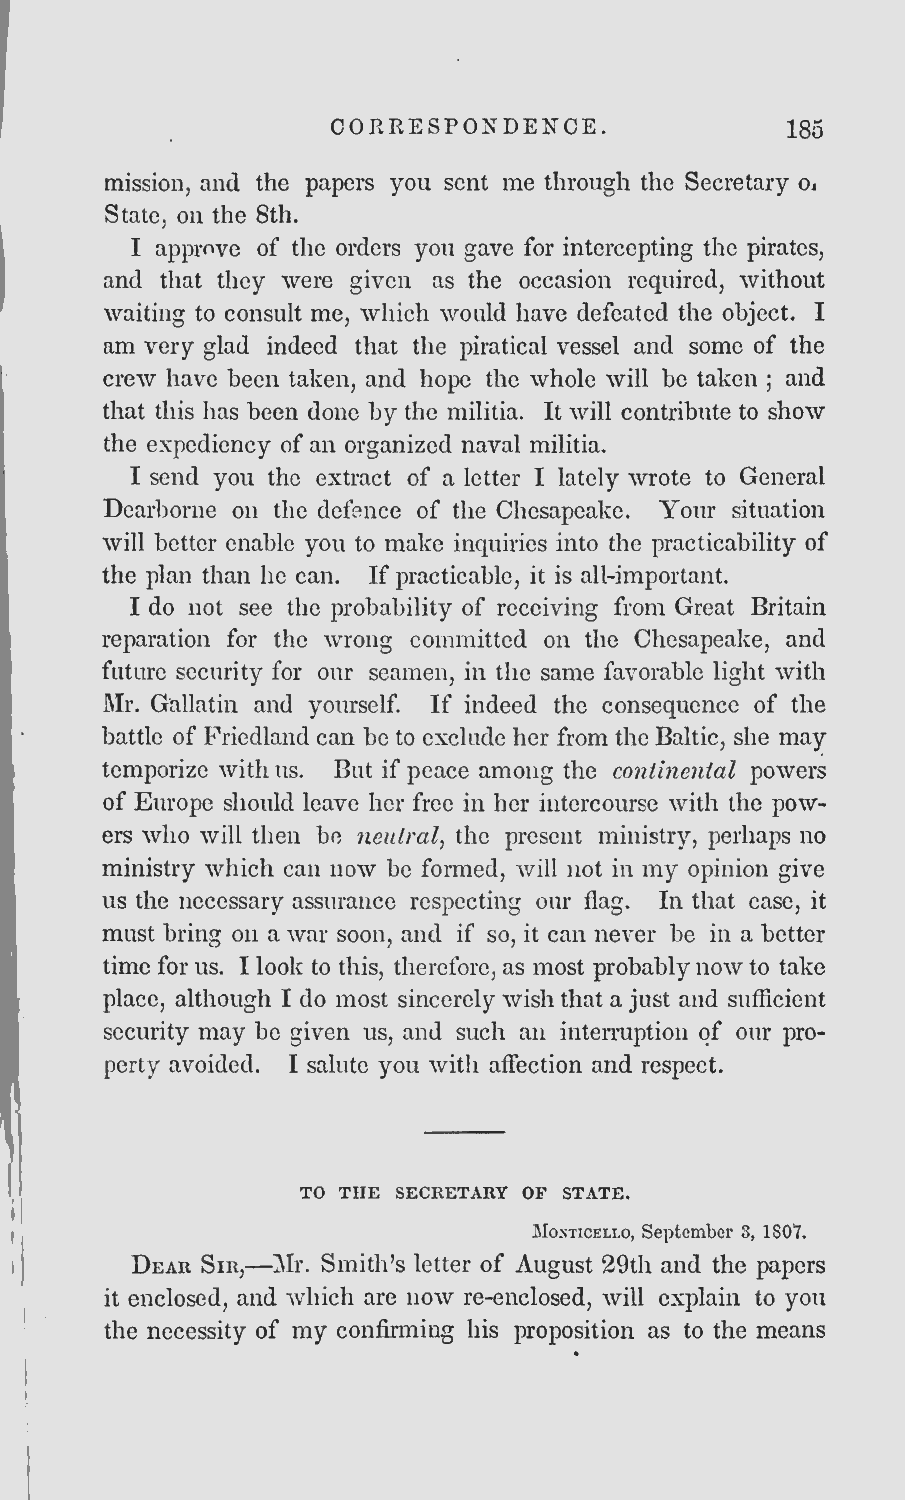 CORRESPONDENCE. 185
mission, and the papers you sent me through the Secretary o
State, on the 8th.
I approve of the orders you gave for intercepting the pirates,
and that they were given as the occasion required, without
waiting to consult me, which would have defeated the object. I
am very glad indeed that the piratical vessel and some of the
crew have been taken, and hope the whole will be taken ; and
that this has been done by the militia. It will contribute to show
the expediency of an organized naval militia.
I send you the extract of a letter I lately wrote to General
Dearborne on the defence of the Chesapeake. Your situation
will better enable you to make inquiries into the practicability of
the plan than he can. If practicable, it is all-important.
I do not see the probability of receiving from Great Britain
reparation for the wrong committed on the Chesapeake, and
future security for our seamen, in the same favorable light with
Mr. Gallatin and yourself. If indeed the consequence of the
battle of Friedland can be to exclude her from the Baltic, she may
temporize with us. But if peace among the continental powers
of Europe should leave her free in her intercourse with the pow-
ers who will then be neutral, the present ministry, perhaps no
ministry which can now be formed, will not in my opinion give
us the necessary assurance respecting our flag. In that case, it
must bring on a war soon, and if so, it can never be in a better
time for us. I look to this, therefore, as most probably now to take
place, although I do most sincerely wish that a just and sufficient
security may be given us, and such an interruption of our pro-
perty avoided. I salute you with affection and respect.
TO THE SECRETARY OF STATE.
Monticello, September 3, 1807.
Dear Sir,—Mr. Smith's letter of August 29th and the papers
it enclosed, and which are now re-enclosed, will explain to you
the necessity of my confirming his proposition as to the means